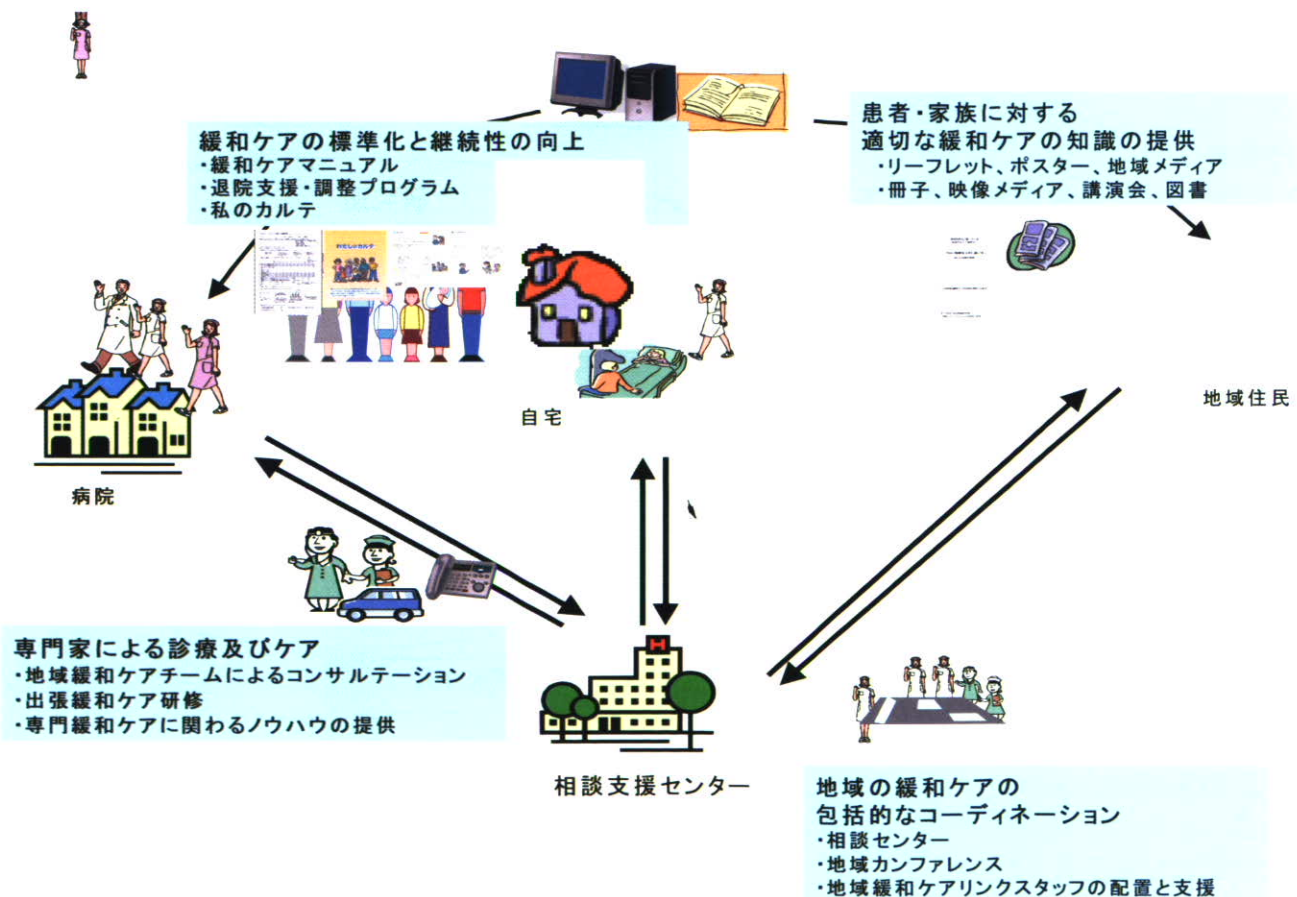 緩和ケアの標準化と継続性の向上
・緩和ケアマニュアル
・退院支援・調整プログラム
・私のカルテ
患者・家族に対する
適切な緩和ケアの知識の提供
・リーフレット、ポスター、地域メディア
・冊子、映像メディア、講演会、図書
わたしのカルテ
自宅
地域住民
病院
専門家による診療及びケア
・地域緩和ケアチームによるコンサルテーション
・出張緩和ケア研修
・専門緩和ケアに関わるノウハウの提供
H
相談支援センター
地域の緩和ケアの
包括的なコーディネーション
・相談センター
・地域カンファレンス
・地域緩和ケアリンクスタッフの配置と支援